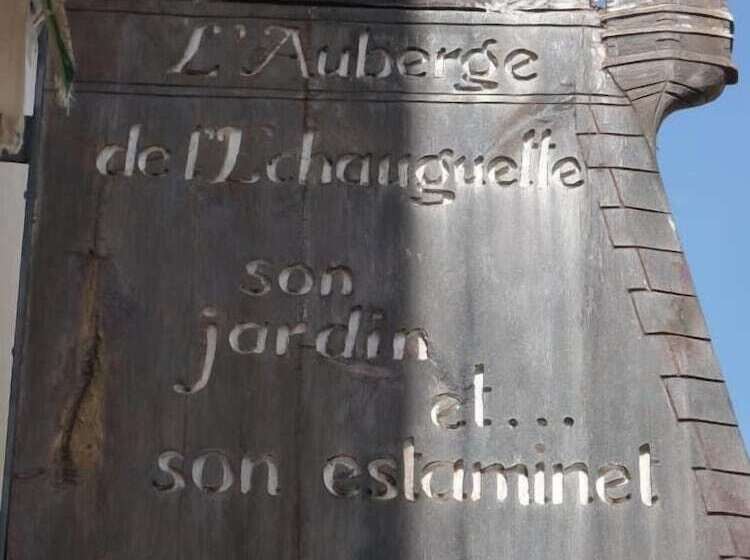 L'Auberge
de l'Echauguette
son
jardin
et...
son estaminet